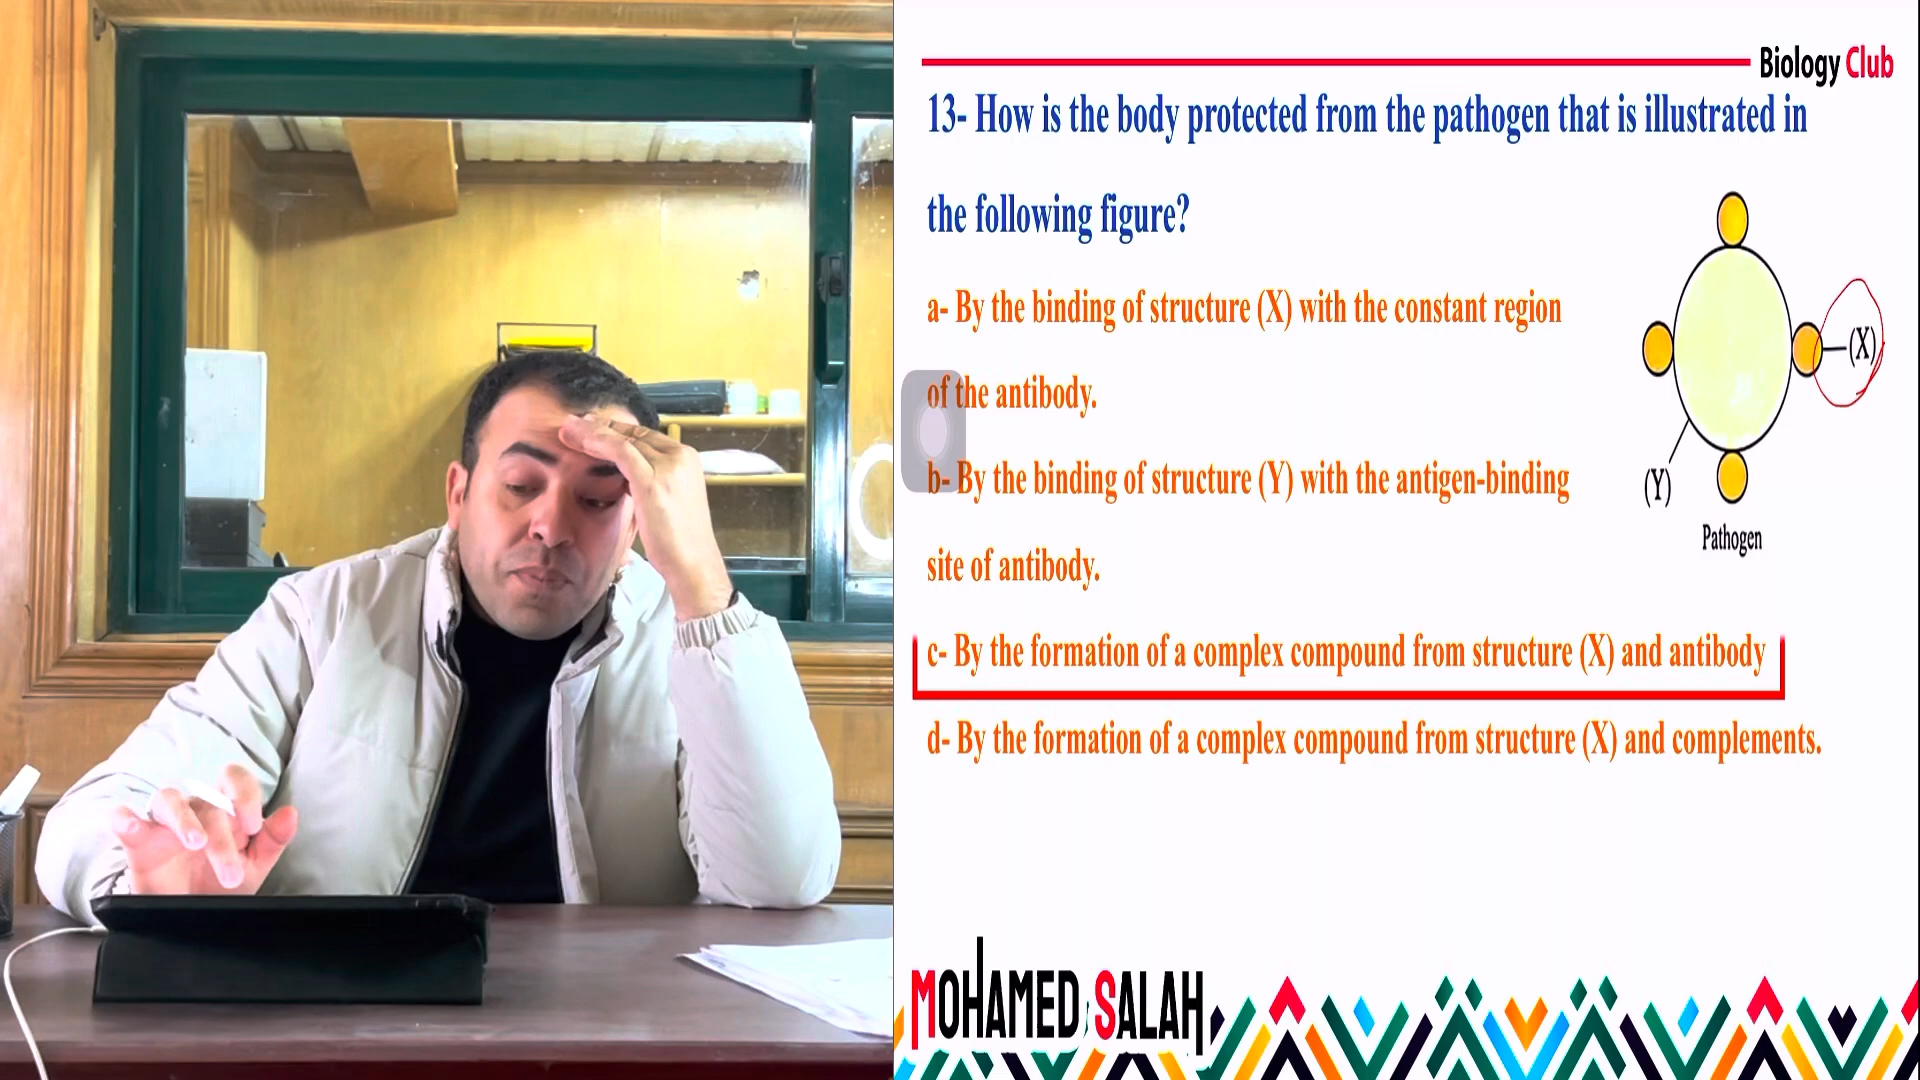 Biology Club
13- How is the body protected from the pathogen that is illustrated in
the following figure?
a- By the binding of structure (X) with the constant region
of the antibody.
b- By the binding of structure (Y) with the antigen-binding
site of antibody.
c- By the formation of a complex compound from structure (X) and antibody
d- By the formation of a complex compound from structure (X) and complements.
(X)
(Y)
Pathogen
MOHAMED SALAH